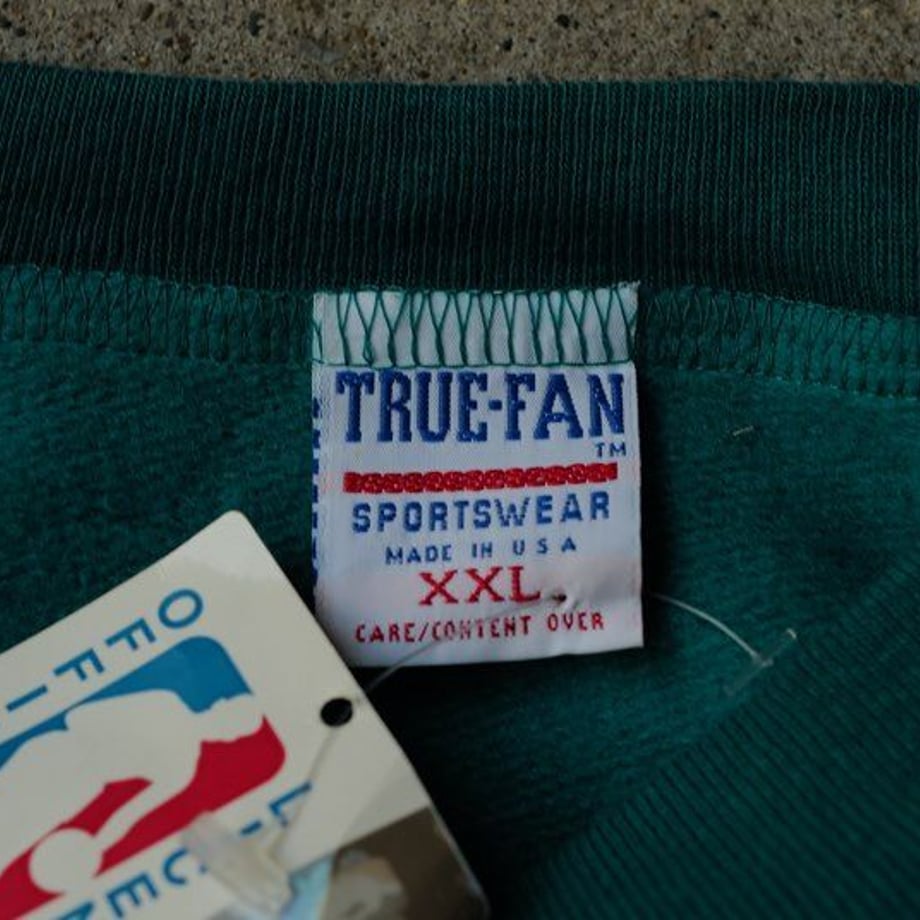 TRUE-FAN
TM
SPORTSWEAR
MADE IN USA
XXL
CARE/CONTENT OVER